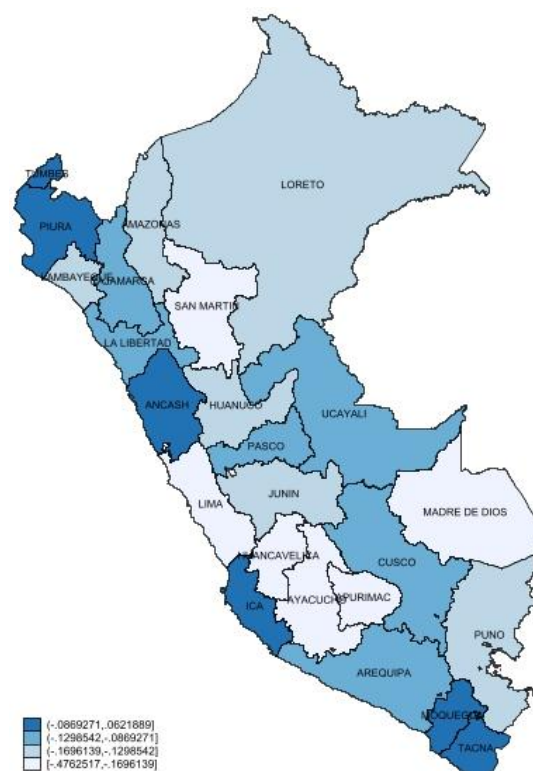 LORETO
TUMBES
AMAZONAS
PIURA
LAMBAYEQUE
CAJAMARCA
SAN MARTIN
LA LIBERTAD
ANCASH
HUANUCO
UCAYALI
PASCO
JUNIN
LIMA
MADRE DE DIOS
HUANCAVELICA
CUSCO
AYACUCHO
APURIMAC
ICA
PUNO
AREQUIPA
MOQUEGUA
TACNA
(-.0869271,.0621889]
(-.1298542,-.0869271]
(-.1696139,-.1298542]
[-.4762517,-.1696139]